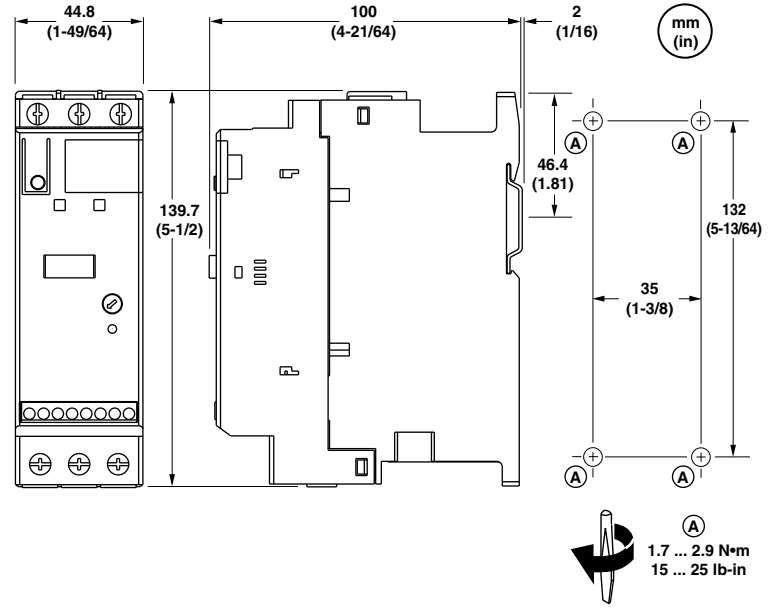 44.8
(1-49/64)
100
(4-21/64)
2
(1/16)
mm
(in)
A
A
46.4
(1.81)
139.7
(5-1/2)
132
(5-13/64)
35
(1-3/8)
A
A
A
1.7 ... 2.9 N•m
15 ... 25 lb-in